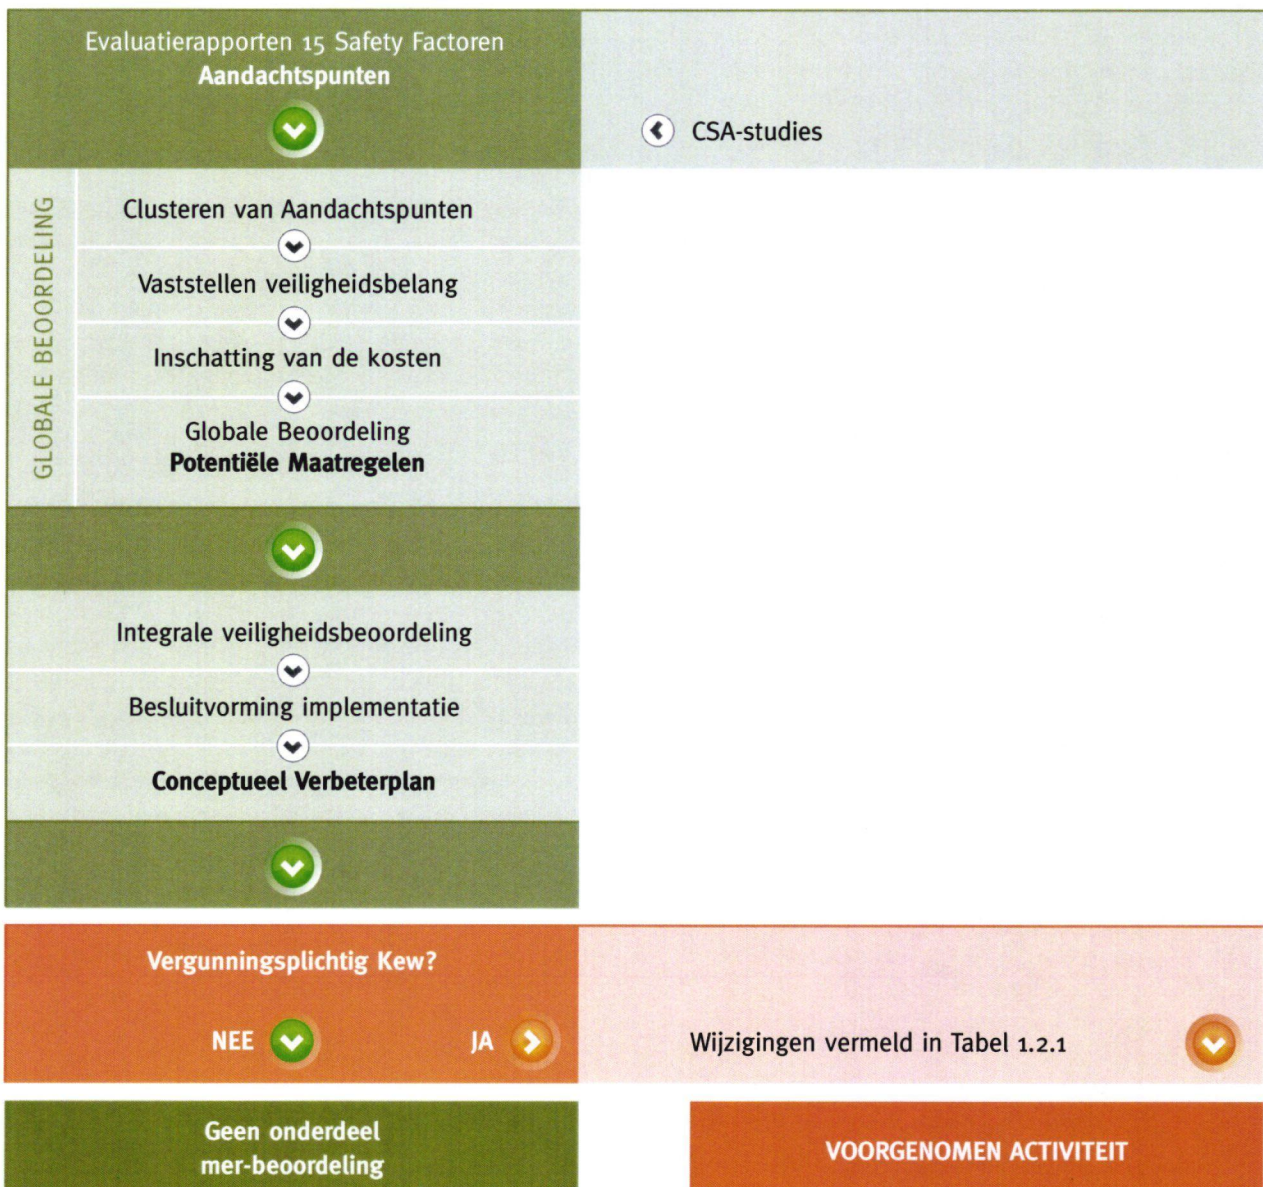 Evaluatierapporten 15 Safety Factoren
Aandachtspunten
CSA-studies
GLOBALE BEOORDELING
Clusteren van Aandachtspunten
Vaststellen veiligheidsbelang
Inschatting van de kosten
Globale Beoordeling
Potentiële Maatregelen
Integrale veiligheidsbeoordeling
Besluitvorming implementatie
Conceptueel Verbeterplan
Vergunningsplichtig Kew?
NEE
JA
Wijzigingen vermeld in Tabel 1.2.1
Geen onderdeel
mer-beoordeling
VOORGENOMEN ACTIVITEIT